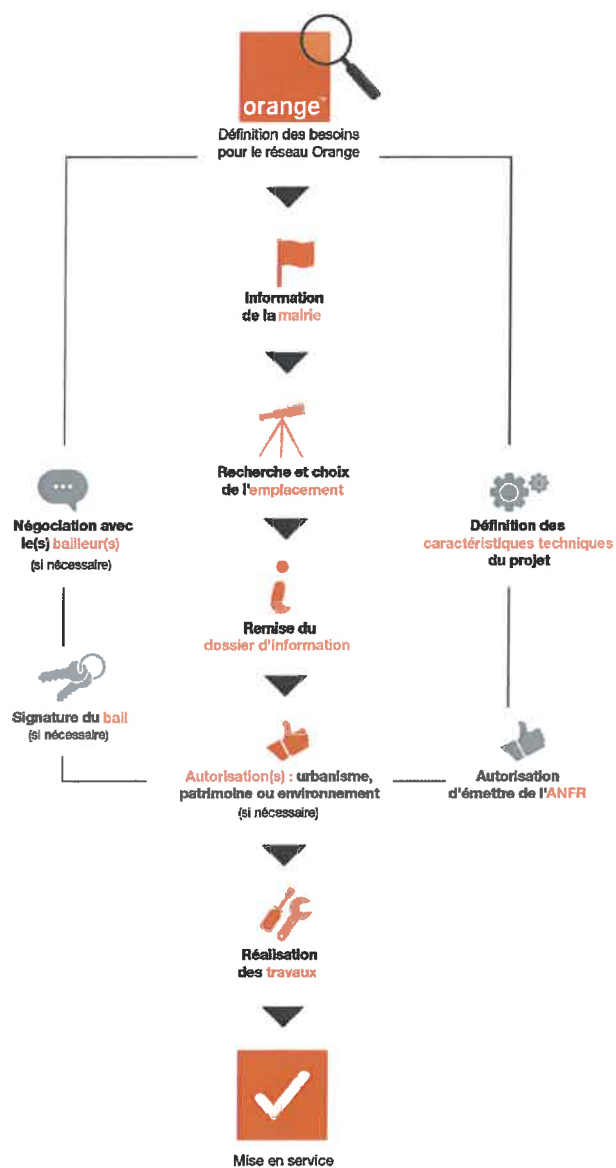 orange™
Définition des besoins
pour le réseau Orange
Information
de la mairie
Recherche et choix
de l'emplacement
Négociation avec
le(s) bailleur(s)
(si nécessaire)
Définition des
caractéristiques techniques
du projet
Remise du
dossier d'information
Signature du bail
(si nécessaire)
Autorisation(s) : urbanisme,
patrimoine ou environnement
(si nécessaire)
Autorisation
d'émettre de l'ANFR
Réalisation
des travaux
Mise en service